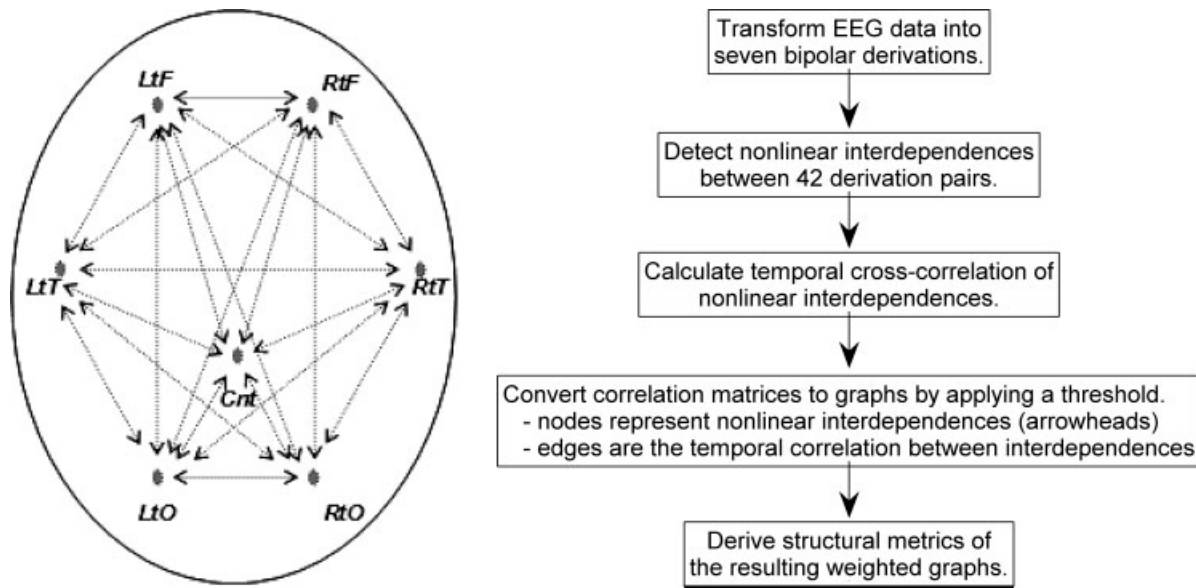 LtF
RtF
LtT
RtT
Cnt
LtO
RtO
Transform EEG data into
seven bipolar derivations.
Detect nonlinear interdependences
between 42 derivation pairs.
Calculate temporal cross-correlation of
nonlinear interdependences.
Convert correlation matrices to graphs by applying a threshold.
- nodes represent nonlinear interdependences (arrowheads)
- edges are the temporal correlation between interdependences
Derive structural metrics of
the resulting weighted graphs.